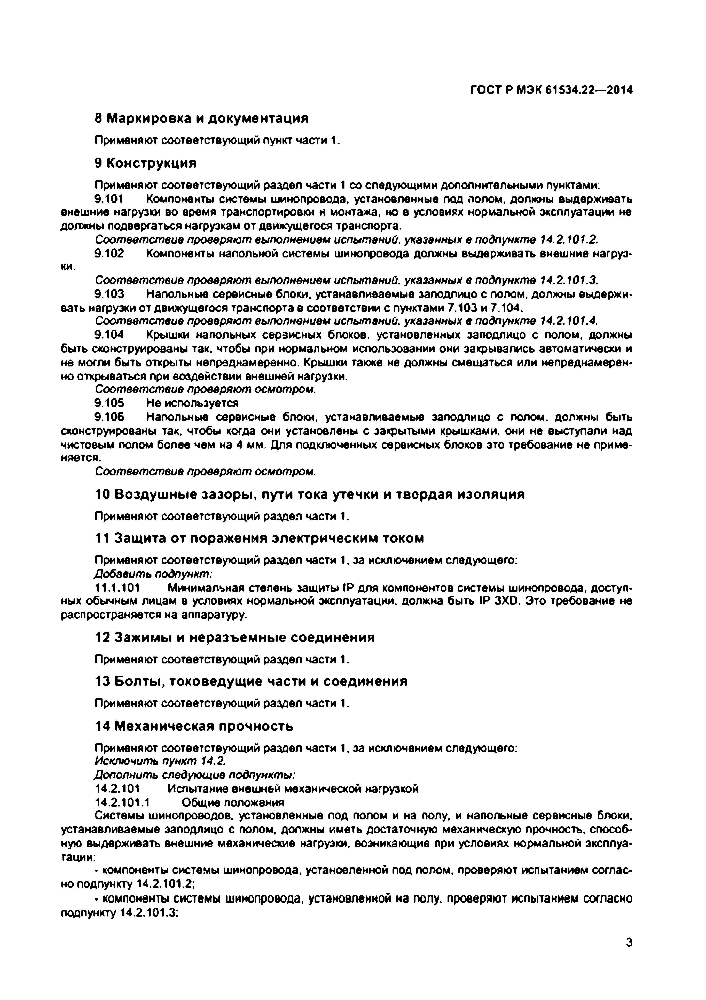 ГОСТ Р МЭК 61534.22—2014
8 Маркировка и документация
Применяют соответствующий пункт части 1.
9 Конструкция
Применяют соответствующий раздел части 1 со следующими дополнительными пунктами:
9.101 Компоненты системы шинопровода, установленные под полом, должны выдерживать
внешние нагрузки во время транспортировки и монтажа, но в условиях нормальной эксплуатации не
должны подвергаться нагрузкам от движущегося транспорта.
Соответствие проверяют выполнением испытаний, указанных в подпункте 14.2.101.2.
9.102 Компоненты напольной системы шинопровода должны выдерживать внешние нагруз-
ки.
Соответствие проверяют выполнением испытаний, указанных в подпункте 14.2.101.3.
9.103 Напольные сервисные блоки, устанавливаемые заподлицо с полом, должны выдержи-
вать нагрузки от движущегося транспорта в соответствии с пунктами 7.103 и 7.104.
Соответствие проверяют выполнением испытаний, указанных в подпункте 14.2.101.4.
9.104 Крышки напольных сервисных блоков, установленных заподлицо с полом, должны
быть сконструированы так, чтобы при нормальном использовании они закрывались автоматически и
не могли быть открыты непреднамеренно. Крышки также не должны смещаться или непреднамерен-
но открываться при воздействии внешней нагрузки.
Соответствие проверяют осмотром.
9.105 Не используется
9.106 Напольные сервисные блоки, устанавливаемые заподлицо с полом, должны быть
сконструированы так, чтобы когда они установлены с закрытыми крышками, они не выступали над
чистовым полом более чем на 4 мм. Для подключенных сервисных блоков это требование не приме-
няется.
Соответствие проверяют осмотром.
10 Воздушные зазоры, пути тока утечки и твердая изоляция
Применяют соответствующий раздел части 1.
11 Защита от поражения электрическим током
Применяют соответствующий раздел части 1, за исключением следующего:
Добавить подпункт:
11.1.101 Минимальная степень защиты IP для компонентов системы шинопровода, доступ-
ных обычным лицам в условиях нормальной эксплуатации, должна быть IP 3XD. Это требование не
распространяется на аппаратуру.
12 Зажимы и неразъемные соединения
Применяют соответствующий раздел части 1.
13 Болты, токоведущие части и соединения
Применяют соответствующий раздел части 1.
14 Механическая прочность
Применяют соответствующий раздел части 1, за исключением следующего:
Исключить пункт 14.2.
Дополнить следующие подпункты:
14.2.101 Испытание внешней механической нагрузкой
14.2.101.1 Общие положения
Системы шинопроводов, установленные под полом и на полу, и напольные сервисные блоки,
устанавливаемые заподлицо с полом, должны иметь достаточную механическую прочность, способ-
ную выдерживать внешние механические нагрузки, возникающие при условиях нормальной эксплуа-
тации:
- компоненты системы шинопровода, установленной под полом, проверяют испытанием соглас-
но подпункту 14.2.101.2;
- компоненты системы шинопровода, установленной на полу, проверяют испытанием согласно
подпункту 14.2.101.3;
3